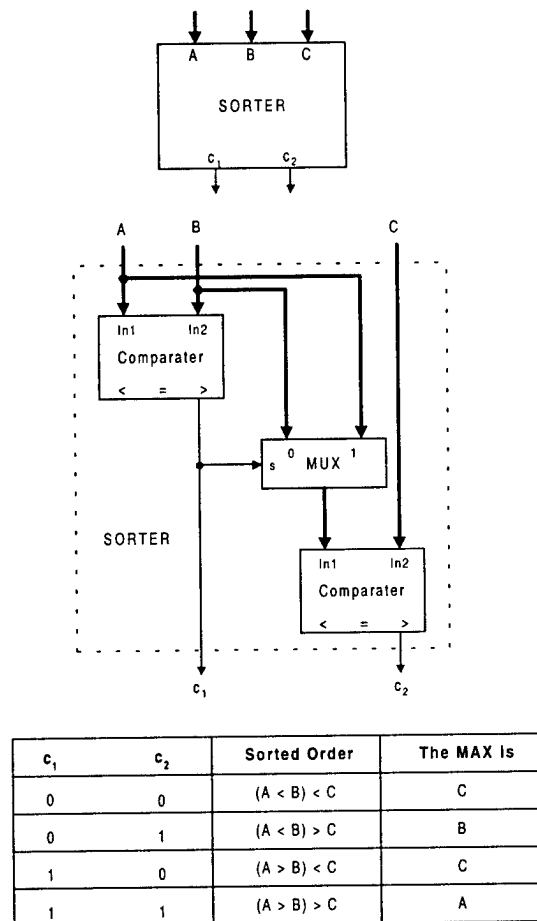 A B C
SORTER
c1 c2
A B C
In1 In2
Comparater
< = >
0 1
s MUX
SORTER
In1 In2
Comparater
< = >
c1 c2
c1 c2 Sorted Order The MAX is
0 0 (A < B) < C C
0 1 (A < B) > C B
1 0 (A > B) < C C
1 1 (A > B) > C A